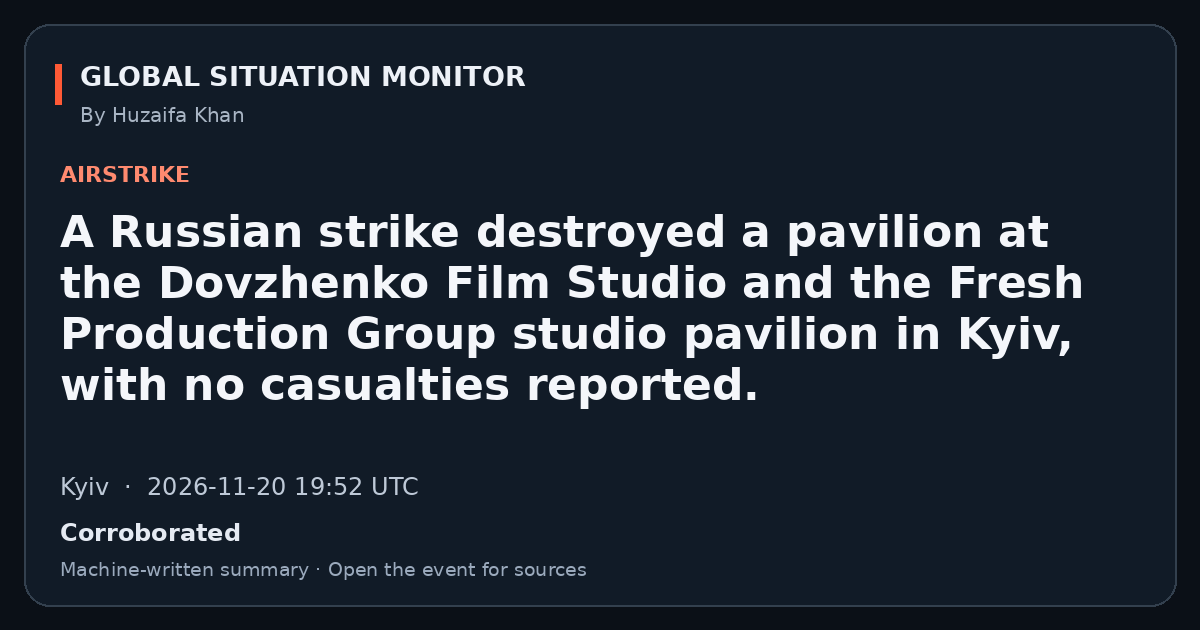 GLOBAL SITUATION MONITOR
By Huzaifa Khan
AIRSTRIKE
A Russian strike destroyed a pavilion at
the Dovzhenko Film Studio and the Fresh
Production Group studio pavilion in Kyiv,
with no casualties reported.
Kyiv · 2026-11-20 19:52 UTC
Corroborated
Machine-written summary · Open the event for sources